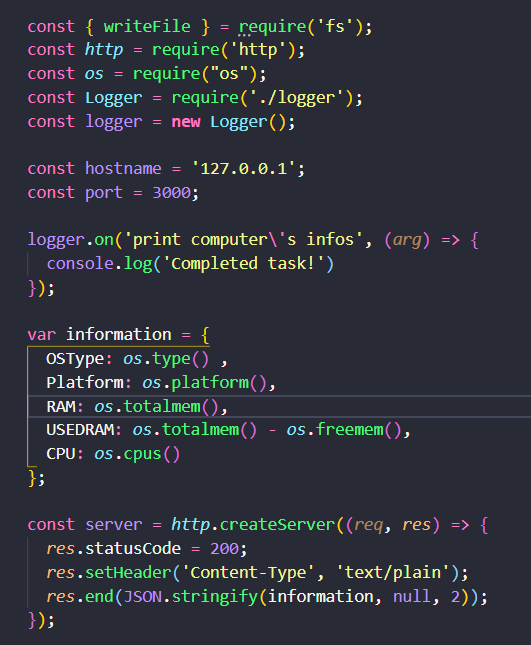 const { writeFile } = require('fs');
const http = require('http');
const os = require("os");
const Logger = require('./logger');
const logger = new Logger();

const hostname = '127.0.0.1';
const port = 3000;

logger.on('print computer\'s infos', (arg) => {
  console.log('Completed task!')
});

var information = {
  OSType: os.type() ,
  Platform: os.platform(),
  RAM: os.totalmem(),
  USEDRAM: os.totalmem() - os.freemem(),
  CPU: os.cpus()
};

const server = http.createServer((req, res) => {
  res.statusCode = 200;
  res.setHeader('Content-Type', 'text/plain');
  res.end(JSON.stringify(information, null, 2));
});